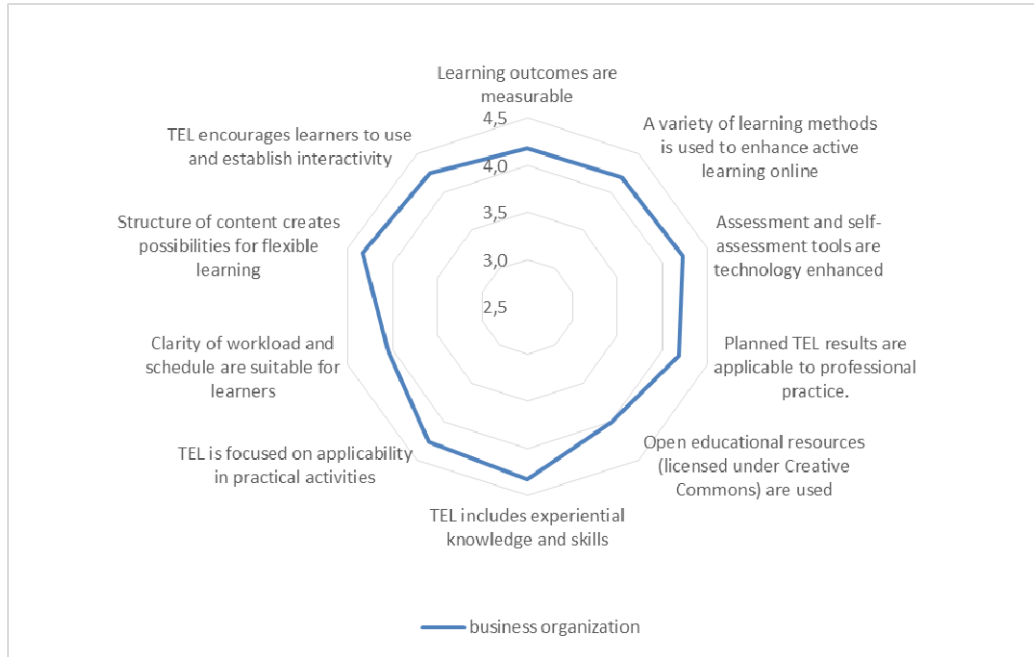 Learning outcomes are
measurable
A variety of learning methods
is used to enhance active
learning online
Assessment and self-
assessment tools are
technology enhanced
Planned TEL results are
applicable to professional
practice.
Open educational resources
(licensed under Creative
Commons) are used
TEL includes experiential
knowledge and skills
TEL is focused on applicability
in practical activities
Clarity of workload and
schedule are suitable for
learners
Structure of content creates
possibilities for flexible
learning
TEL encourages learners to use
and establish interactivity
4,5
4,0
3,5
3,0
2,5
business organization